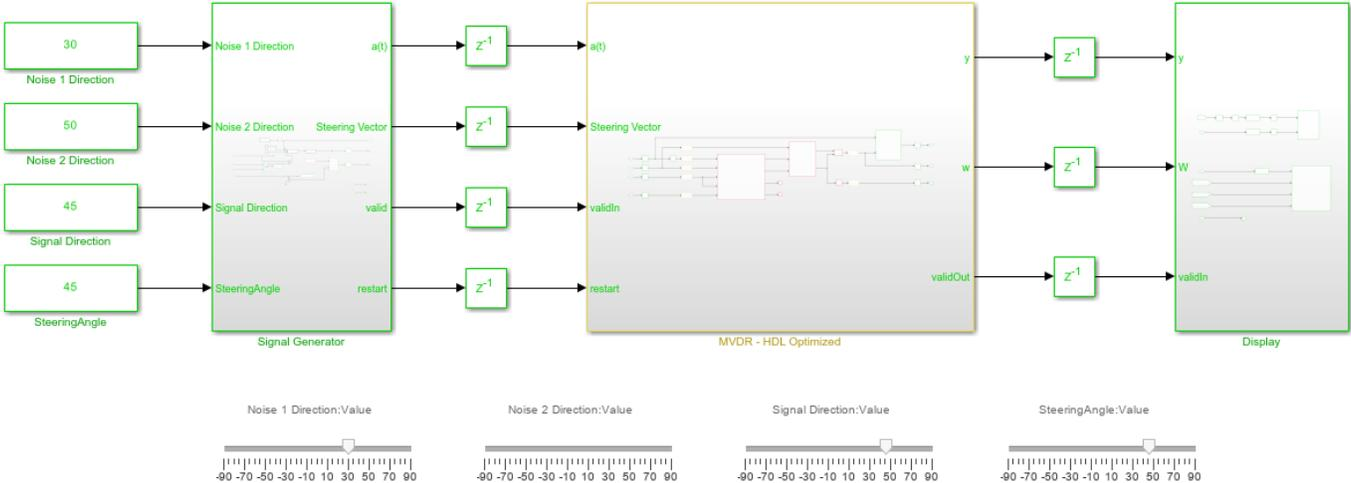 30
Noise 1 Direction
50
Noise 2 Direction
45
Signal Direction
45
SteeringAngle
Noise 1 Direction
a(t)
Noise 2 Direction
Steering Vector
Signal Direction
valid
SteeringAngle
restart
Signal Generator
z-1
z-1
z-1
z-1
a(t)
y
Steering Vector
w
validIn
validOut
restart
MVDR - HDL Optimized
z-1
z-1
z-1
y
W
validIn
Display
Noise 1 Direction:Value
-90 -70 -50 -30 -10 10 30 50 70 90
Noise 2 Direction:Value
-90 -70 -50 -30 -10 10 30 50 70 90
Signal Direction:Value
-90 -70 -50 -30 -10 10 30 50 70 90
SteeringAngle:Value
-90 -70 -50 -30 -10 10 30 50 70 90